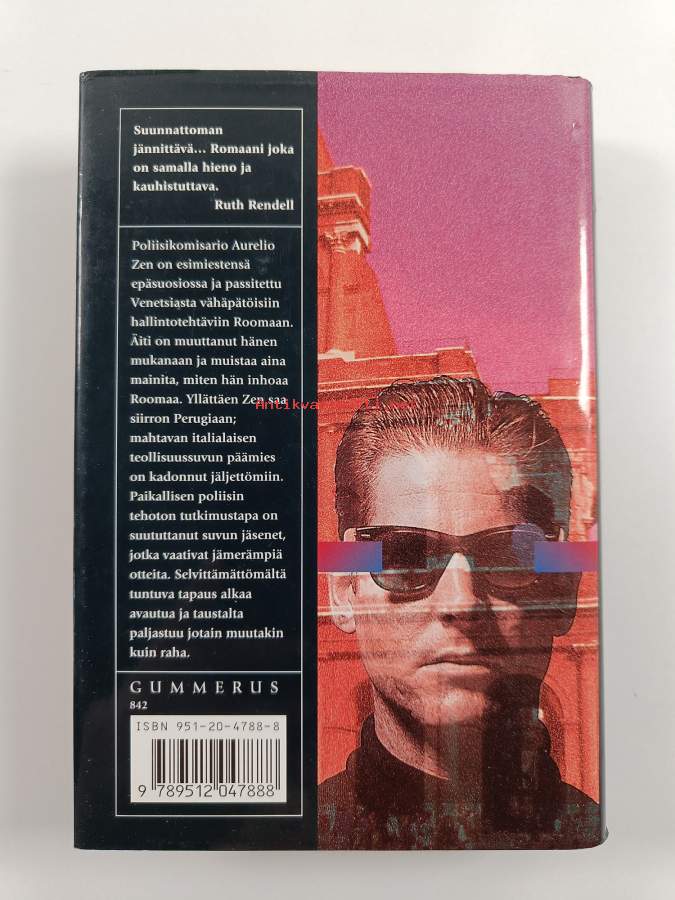 Suunnattoman
jännittävä... Romaani joka
on samalla hieno ja
kauhistuttava.
Ruth Rendell
Poliisikomisario Aurelio
Zen on esimiestensä
epäsuosiossa ja passitettu
Venetsiasta vähäpätöisiin
hallintotehtäviin Roomaan.
Äiti on muuttanut hänen
mukanaan ja muistaa aina
mainita, miten hän inhoaa
Roomaa. Yllättäen Zen saa
siirron Perugiaan;
mahtavan italialaisen
teollisuussuvun päämies
on kadonnut jäljettömiin.
Paikallisen poliisin
tehoton tutkimustapa on
suututtanut suvun jäsenet,
jotka vaativat jämerämpiä
otteita. Selvittämättömältä
tuntuva tapaus alkaa
avautua ja taustalta
paljastuu jotain muutakin
kuin raha.
GUMMERUS
842
ISBN 951-20-4788-8
9 789512 047888